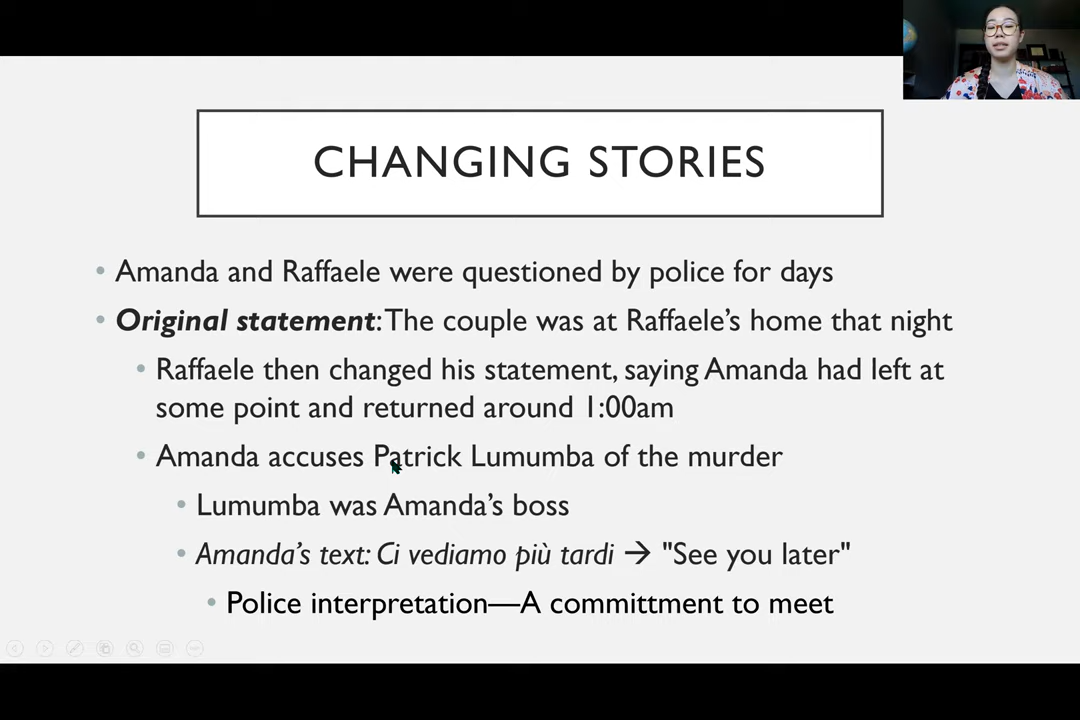 CHANGING STORIES
• Amanda and Raffaele were questioned by police for days
• Original statement: The couple was at Raffaele’s home that night
• Raffaele then changed his statement, saying Amanda had left at
some point and returned around 1:00am
• Amanda accuses Patrick Lumumba of the murder
• Lumumba was Amanda’s boss
• Amanda’s text: Ci vediamo più tardi → "See you later"
• Police interpretation—A committment to meet